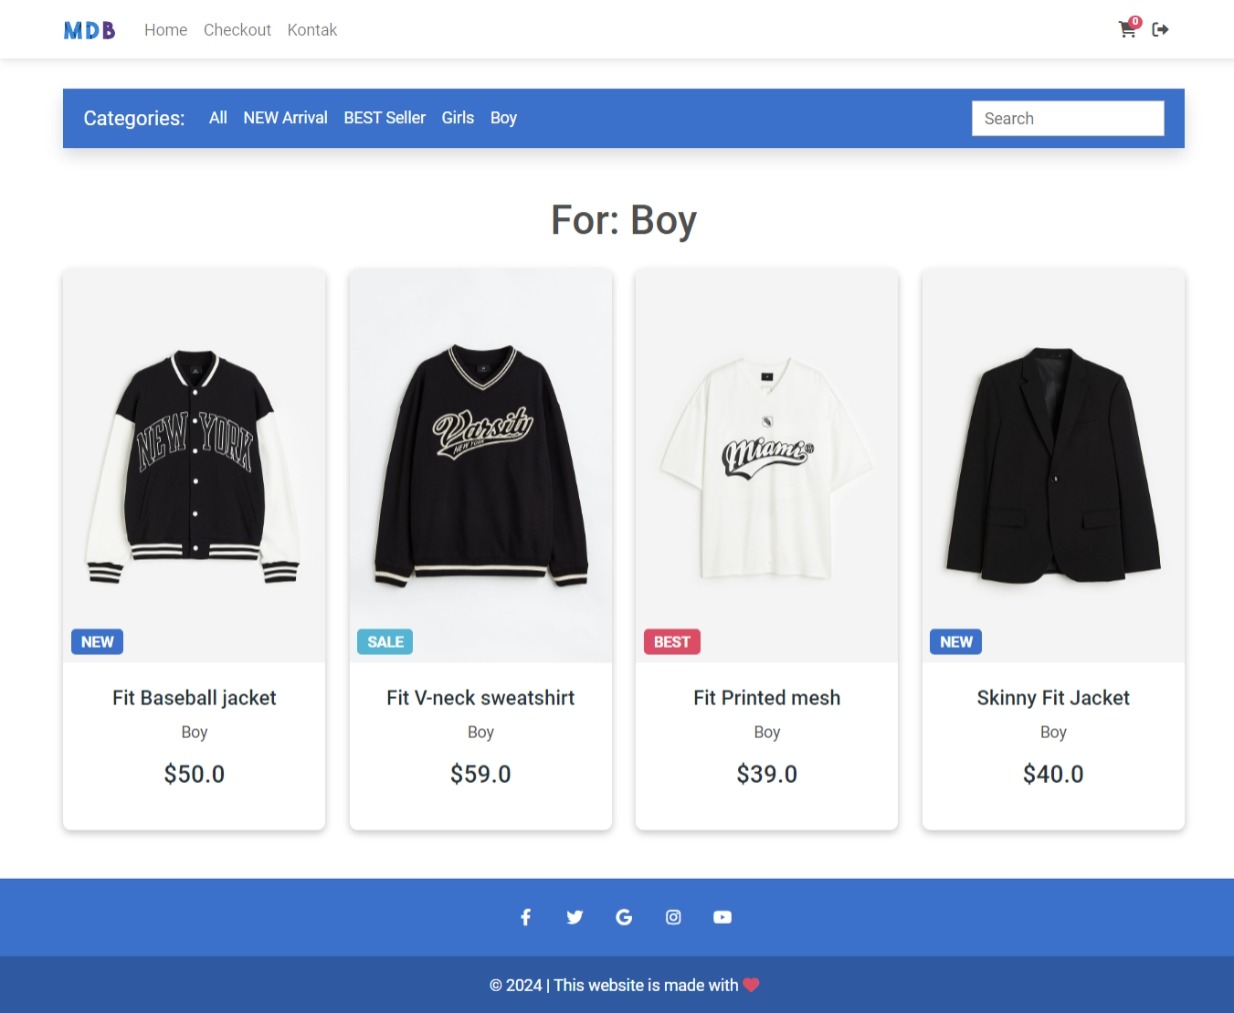 MDB Home Checkout Kontak 0
Categories: All NEW Arrival BEST Seller Girls Boy Search
For: Boy
NEW YORK
Varsity
NEW YORK
Miami
NEW SALE BEST NEW
Fit Baseball jacket Fit V-neck sweatshirt Fit Printed mesh Skinny Fit Jacket
Boy Boy Boy Boy
$50.0 $59.0 $39.0 $40.0
© 2024 | This website is made with